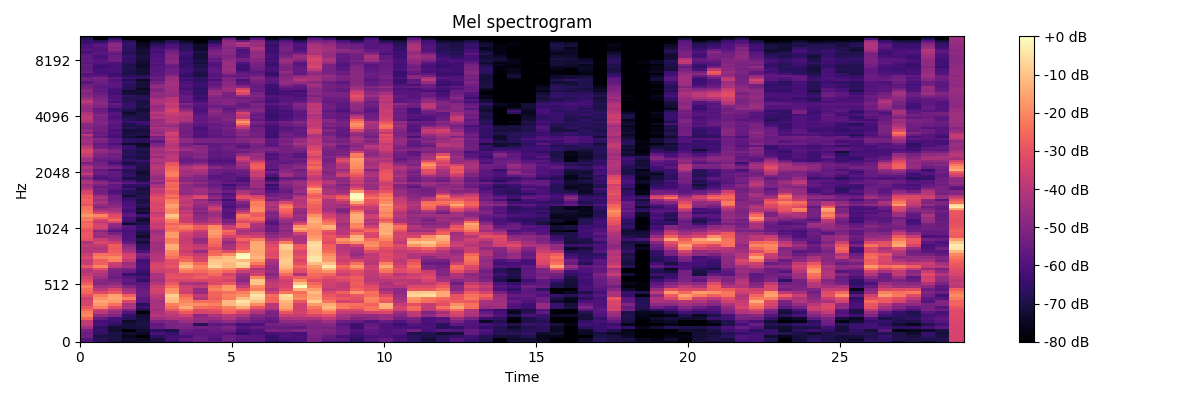 Mel spectrogram
+0 dB
8192
-10 dB
-20 dB
4096
-30 dB
2048
-40 dB
Hz
1024
-50 dB
-60 dB
512
-70 dB
0
-80 dB
0 5 10 15 20 25
Time